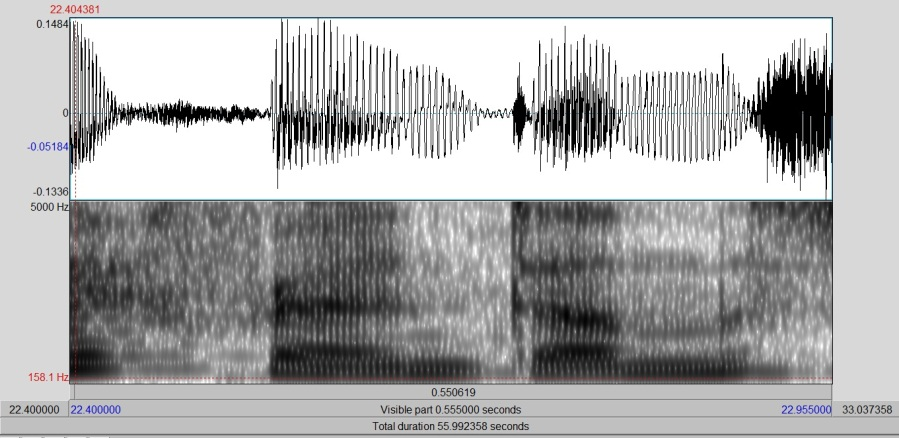 22.404381
0.1484
0
-0.05184
-0.1336
5000 Hz
158.1 Hz
0.550619
22.400000 22.400000 Visible part 0.555000 seconds 22.955000 33.037358
Total duration 55.992358 seconds